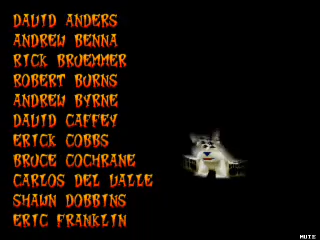 DAVID ANDERS
ANDREW BENNA
RICK BRUEMMER
ROBERT BURNS
ANDREW BYRNE
DAVID CAFFEY
ERICK COBBS
BRUCE COCHRANE
CARLOS DEL VALLE
SHAWN DOBBINS
ERIC FRANKLIN
MUTE